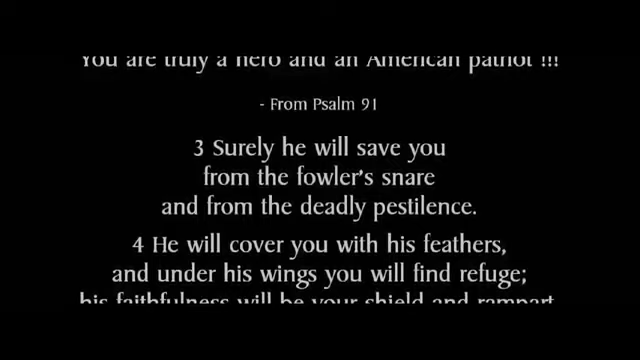 You are truly a hero and an American patriot !!!
- From Psalm 91
3 Surely he will save you
from the fowler's snare
and from the deadly pestilence.
4 He will cover you with his feathers,
and under his wings you will find refuge;
his faithfulness will be your shield and rampart.